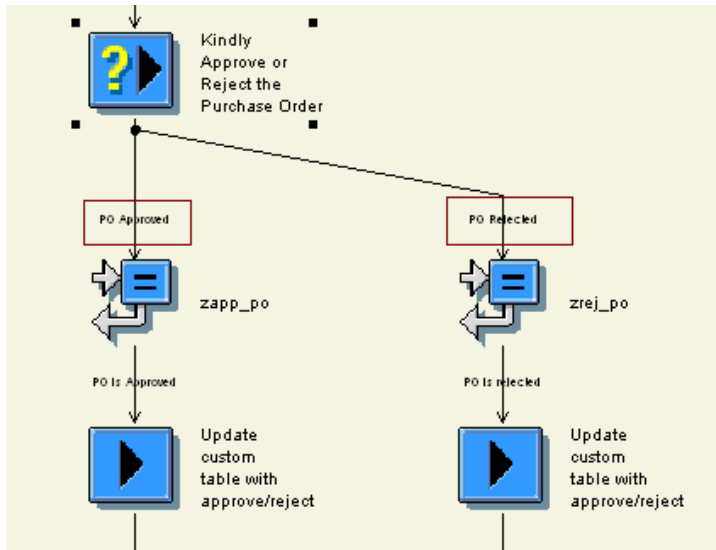 Kindly
Approve or
Reject the
Purchase Order
PO Approved
PO Rejected
zapp_po
zrej_po
PO Is Approved
PO Is rejected
Update
custom
table with
approve/reject
Update
custom
table with
approve/reject